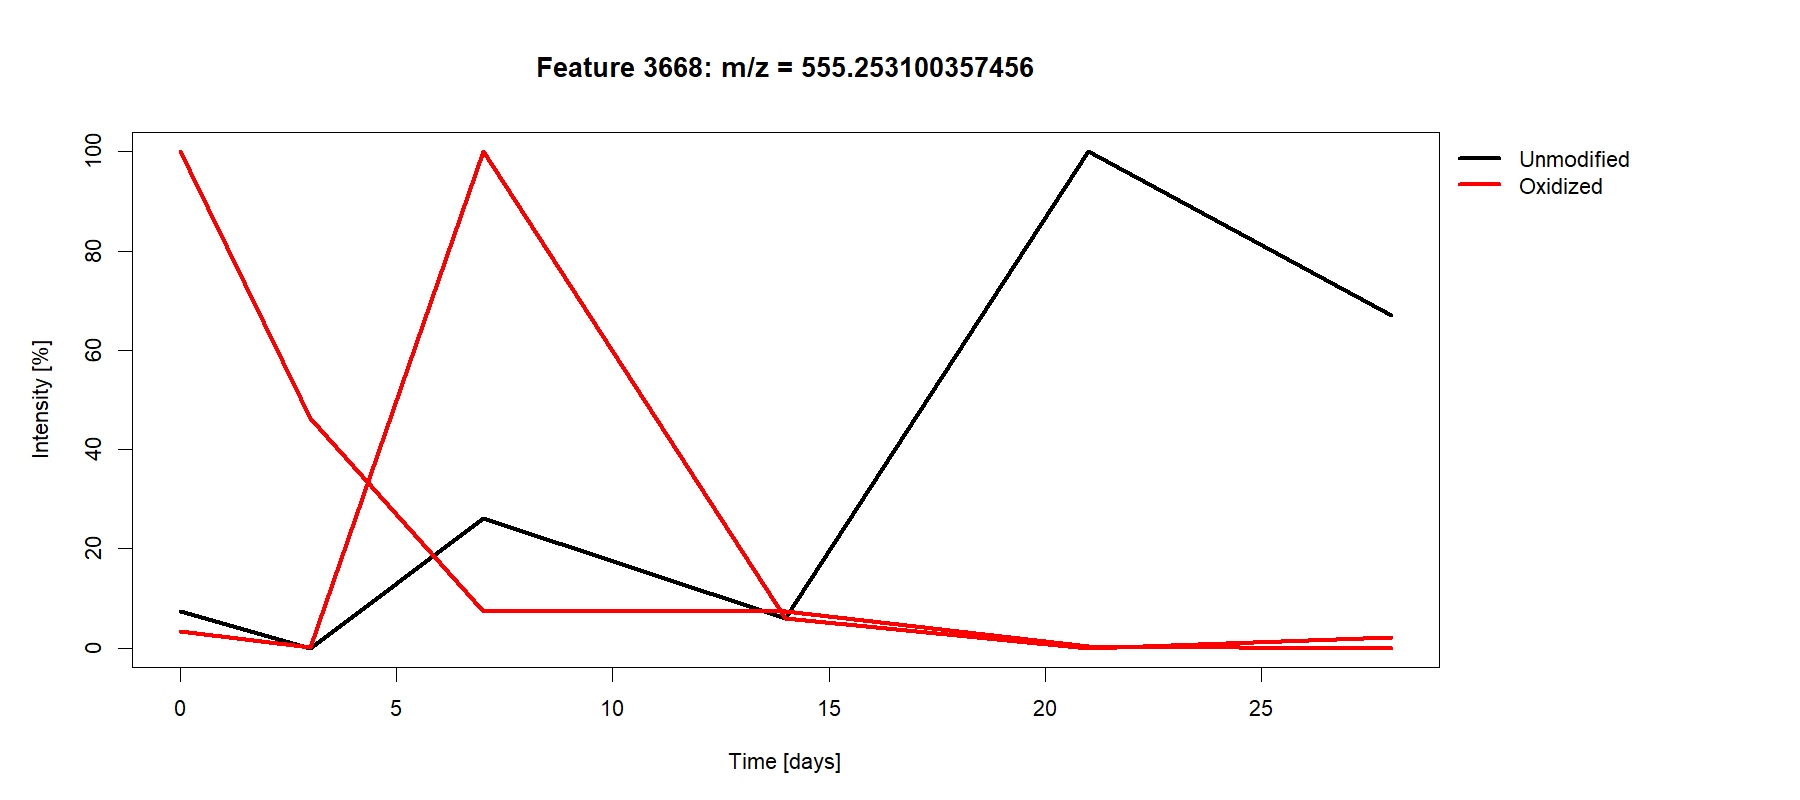 Feature 3668: m/z = 555.253100357456
Unmodified
Oxidized
Intensity [%]
100
80
60
40
20
0
0 5 10 15 20 25
Time [days]